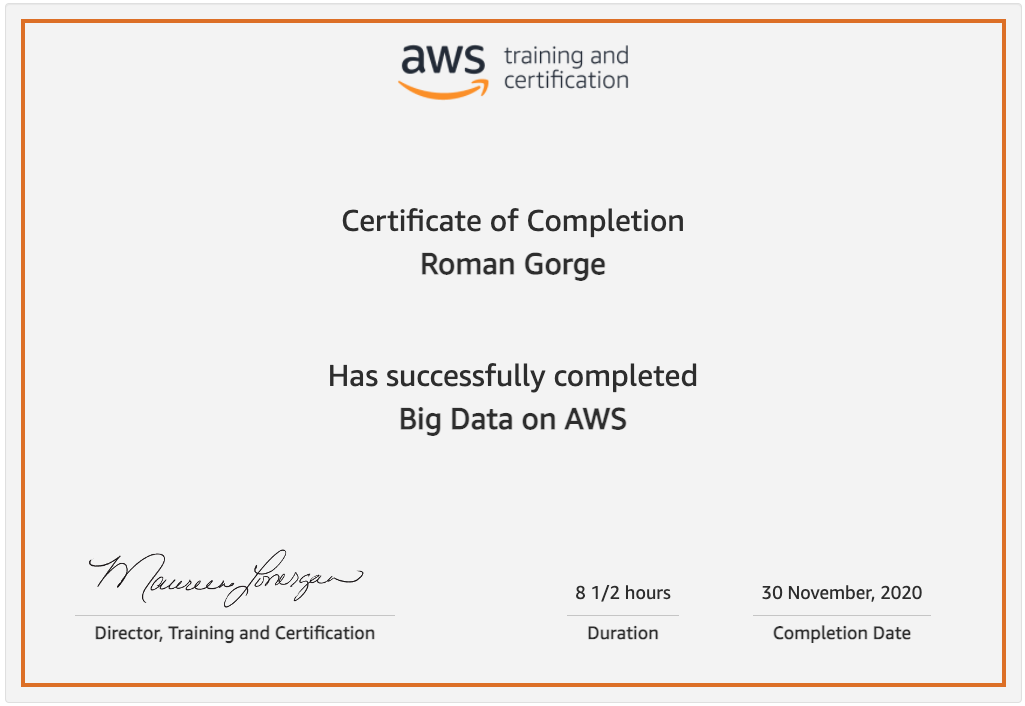 aws training and
certification
Certificate of Completion
Roman Gorge
Has successfully completed
Big Data on AWS
Maureen Lonergan
Director, Training and Certification
8 1/2 hours
Duration
30 November, 2020
Completion Date